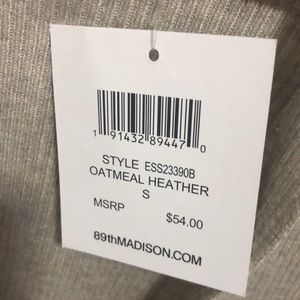 1 91432 89447 0
STYLE ESS23390B
OATMEAL HEATHER
S
MSRP $54.00
89thMADISON.COM